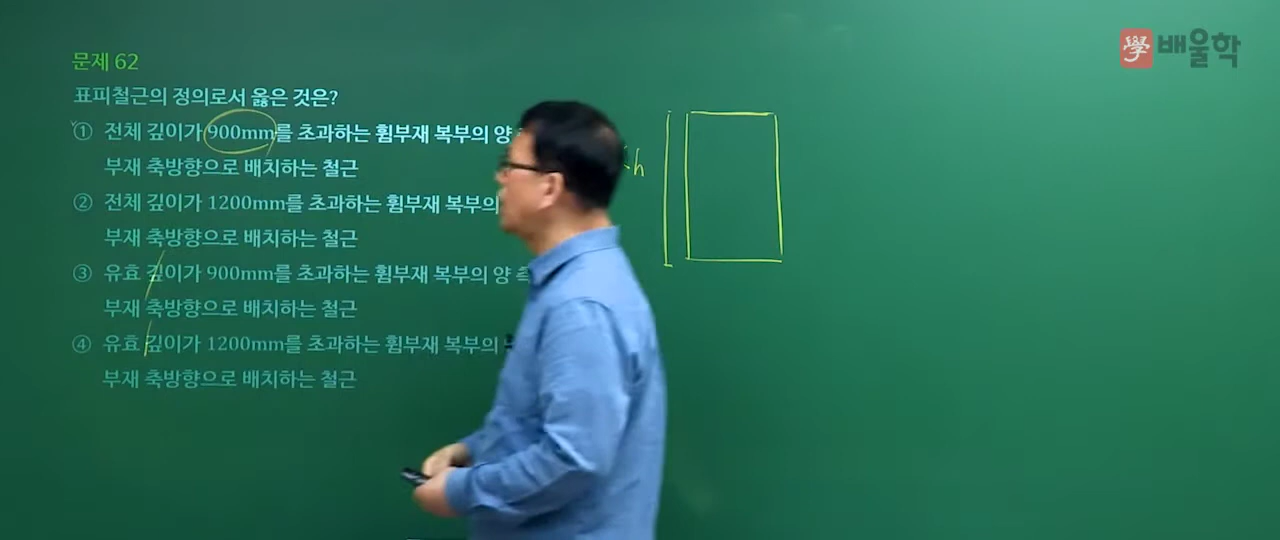 문제 62
學 배울학
표피철근의 정의로서 옳은 것은?
① 전체 깊이가 900mm를 초과하는 휨부재 복부의 양
부재 축방향으로 배치하는 철근
h
② 전체 깊이가 1200mm를 초과하는 휨부재 복부의
부재 축방향으로 배치하는 철근
③ 유효 깊이가 900mm를 초과하는 휨부재 복부의 양 측
부재 축방향으로 배치하는 철근
④ 유효 깊이가 1200mm를 초과하는 휨부재 복부의
부재 축방향으로 배치하는 철근